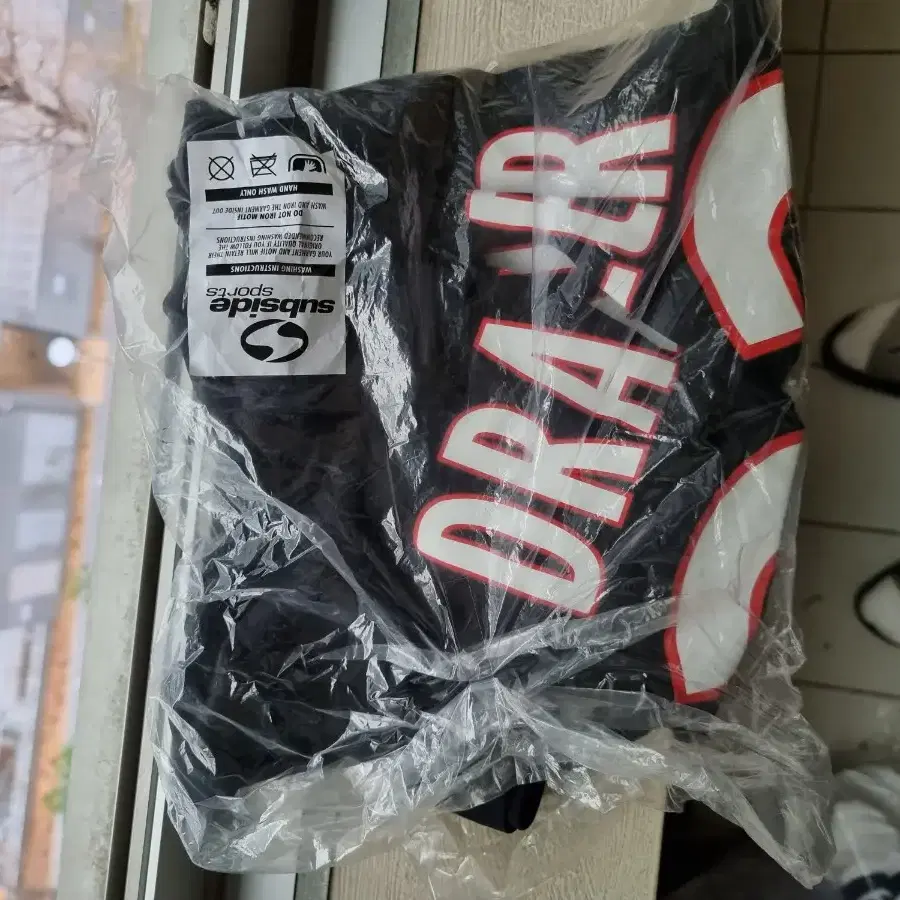 subside
sports
WASHING INSTRUCTIONS
YOUR GARMENT AND MOTIF WILL RETAIN THEIR
ORIGINAL QUALITY IF YOU FOLLOW THE
RECOMMENDED WASHING INSTRUCTIONS
DO NOT IRON MOTIF
WASH AND IRON THE GARMENT INSIDE OUT
HAND WASH ONLY